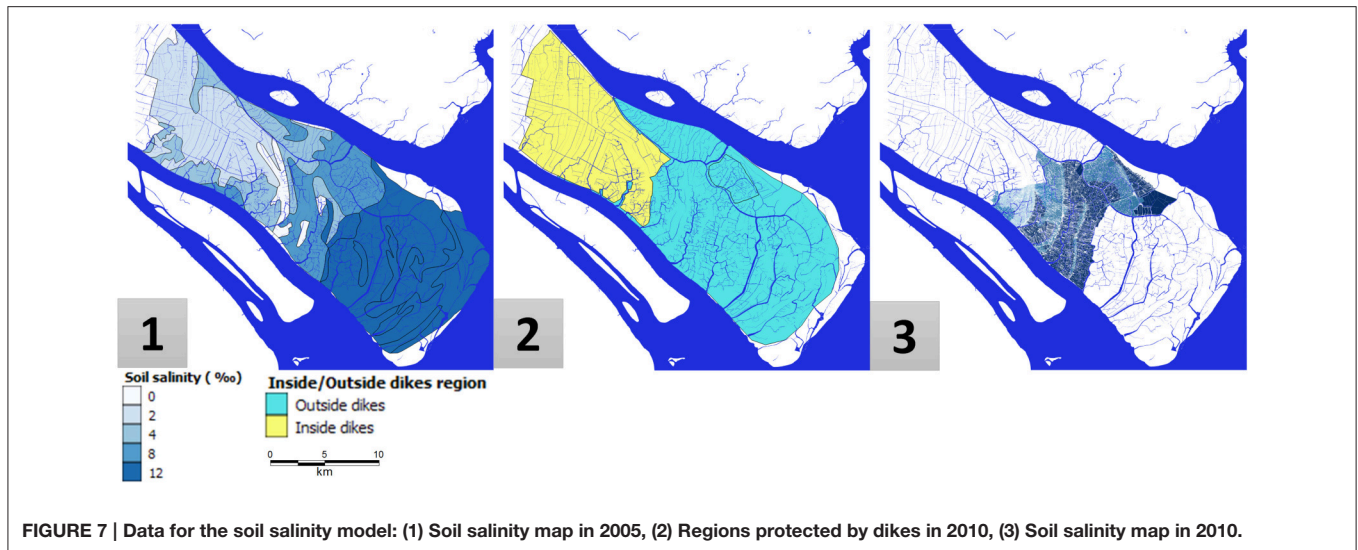 1
2
3
Soil salinity ( ‰)
0
2
4
8
12
Inside/Outside dikes region
Outside dikes
Inside dikes
0 5 10
km
FIGURE 7 | Data for the soil salinity model: (1) Soil salinity map in 2005, (2) Regions protected by dikes in 2010, (3) Soil salinity map in 2010.